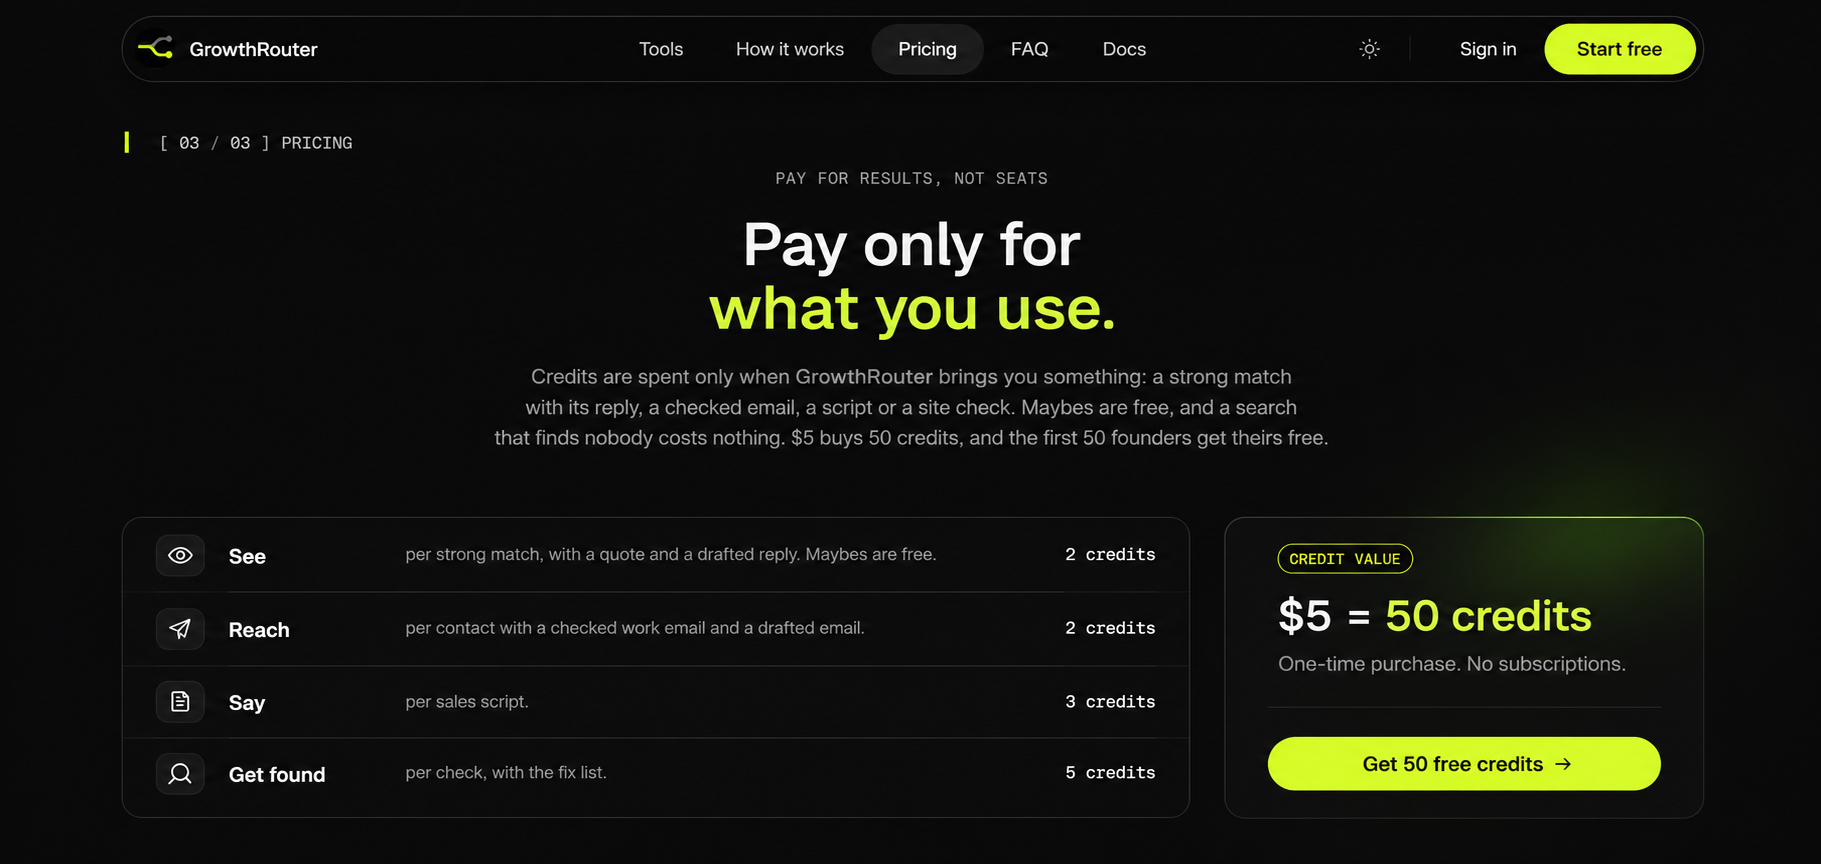 GrowthRouter
Tools
How it works
Pricing
FAQ
Docs
Sign in
Start free
[ 03 / 03 ] PRICING
PAY FOR RESULTS, NOT SEATS
Pay only for
what you use.
Credits are spent only when GrowthRouter brings you something: a strong match
with its reply, a checked email, a script or a site check. Maybes are free, and a search
that finds nobody costs nothing. $5 buys 50 credits, and the first 50 founders get theirs free.
See per strong match, with a quote and a drafted reply. Maybes are free. 2 credits
Reach per contact with a checked work email and a drafted email. 2 credits
Say per sales script. 3 credits
Get found per check, with the fix list. 5 credits
CREDIT VALUE
$5 = 50 credits
One-time purchase. No subscriptions.
Get 50 free credits →